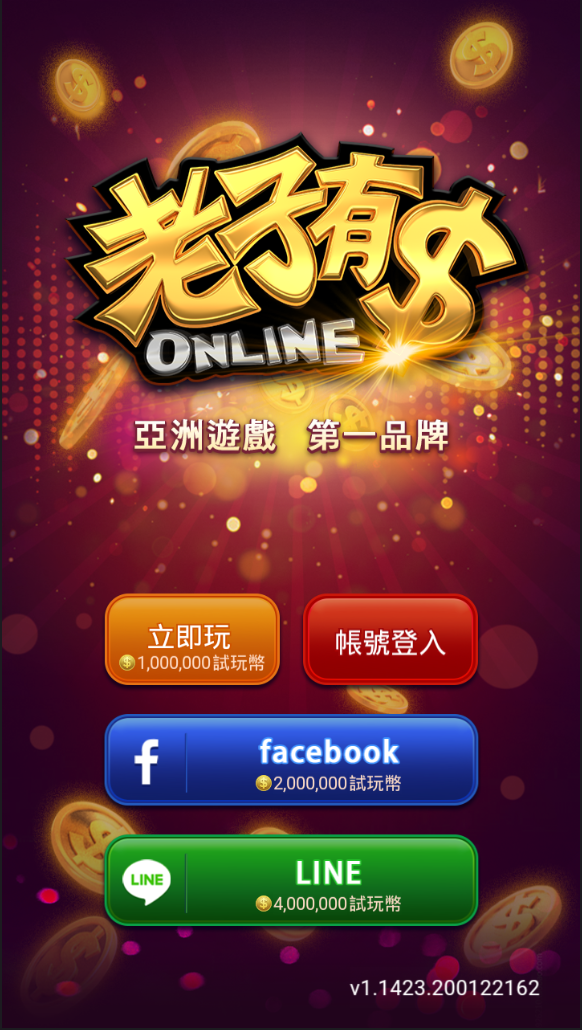 老子有$
ONLINE
亞洲遊戲 第一品牌
立即玩
1,000,000試玩幣
帳號登入
facebook
2,000,000試玩幣
LINE
LINE
4,000,000試玩幣
v1.1423.200122162